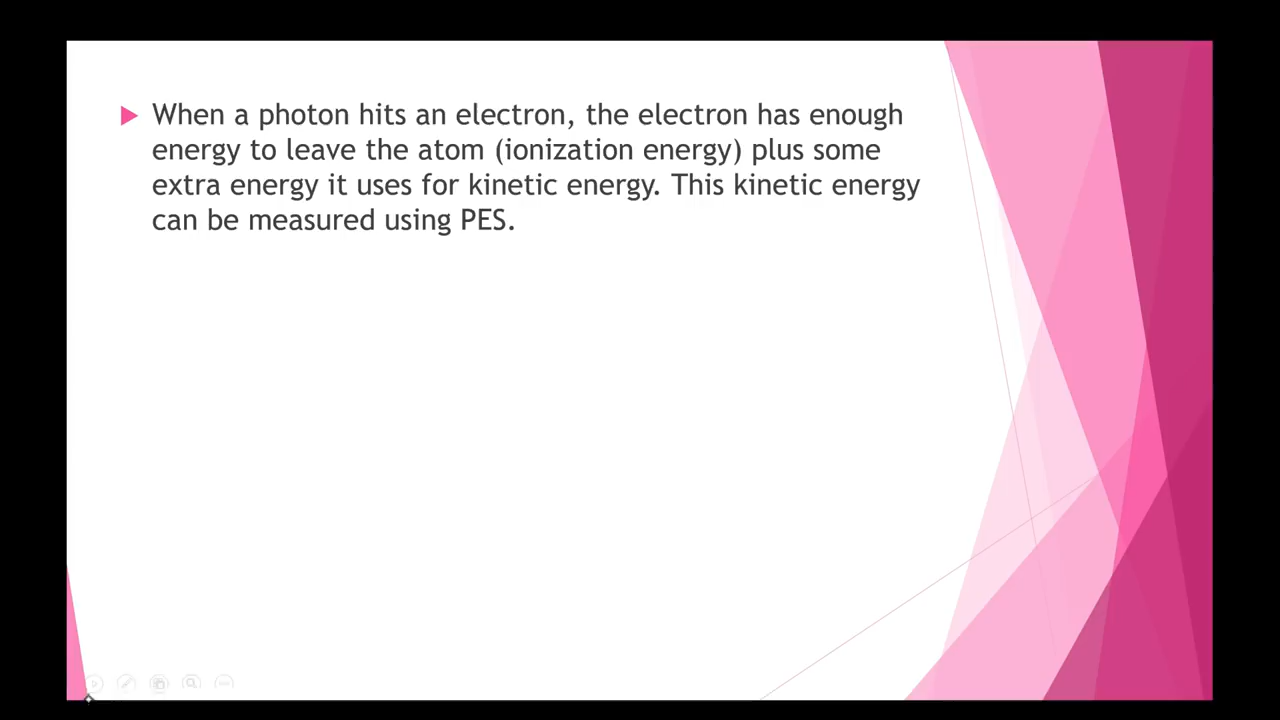 When a photon hits an electron, the electron has enough
energy to leave the atom (ionization energy) plus some
extra energy it uses for kinetic energy. This kinetic energy
can be measured using PES.